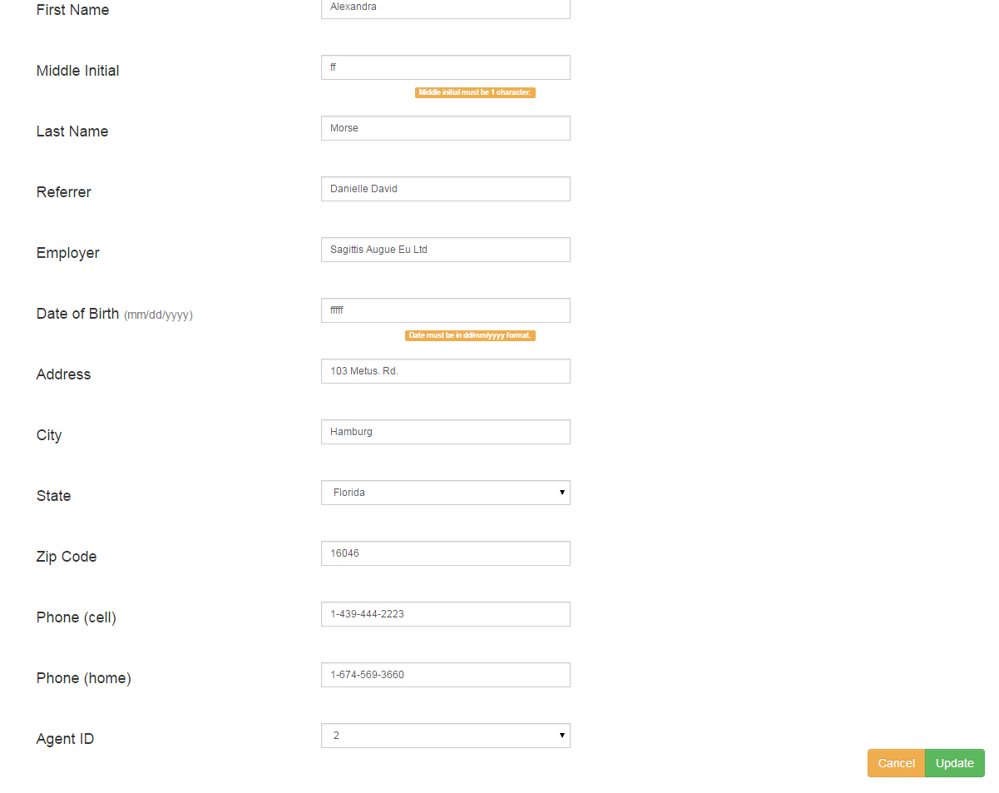 First Name Alexandra
Middle Initial ff
Middle initial must be 1 character.
Last Name Morse
Referrer Danielle David
Employer Sagittis Augue Eu Ltd
Date of Birth (mm/dd/yyyy) fffff
Date must be in dd/mm/yyyy format.
Address 103 Metus. Rd.
City Hamburg
State Florida
Zip Code 16046
Phone (cell) 1-439-444-2223
Phone (home) 1-674-569-3660
Agent ID 2
Cancel Update